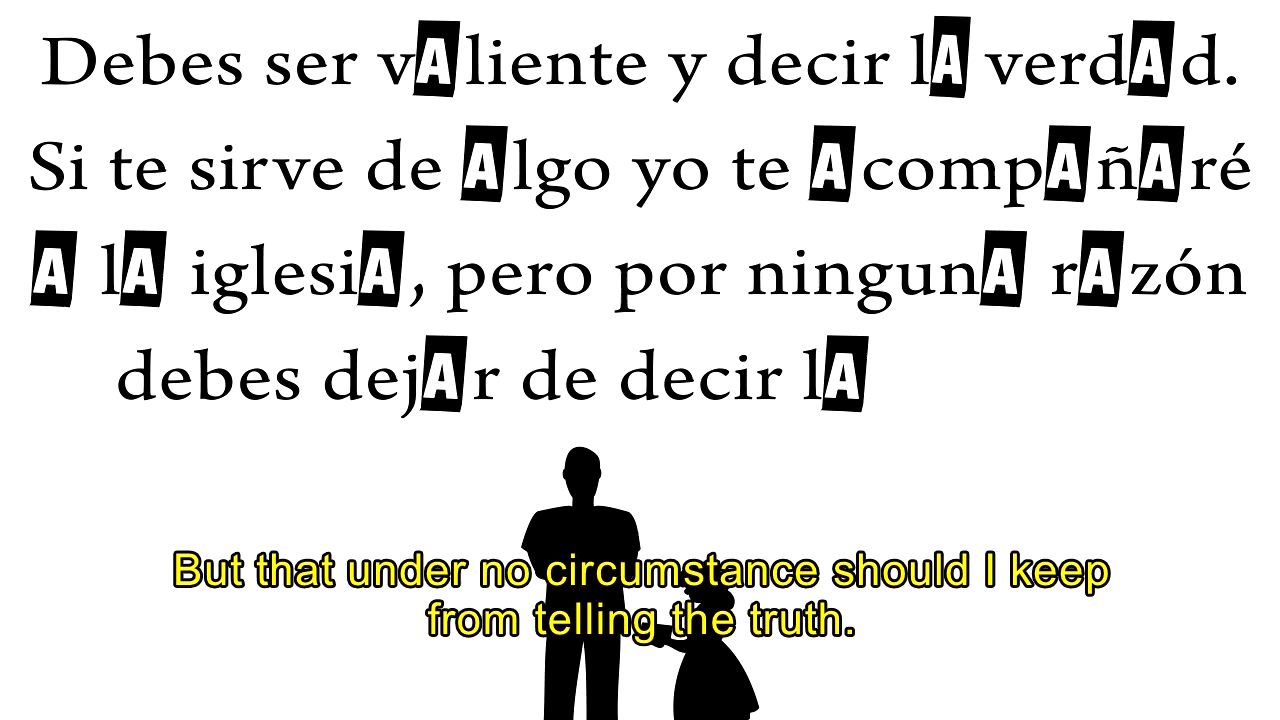 Debes ser vAliente y decir lA verdAd.
Si te sirve de Algo yo te AcompAñAré
A lA iglesiA, pero por ningunA rAzón
debes dejAr de decir lA
But that under no circumstance should I keep
from telling the truth.